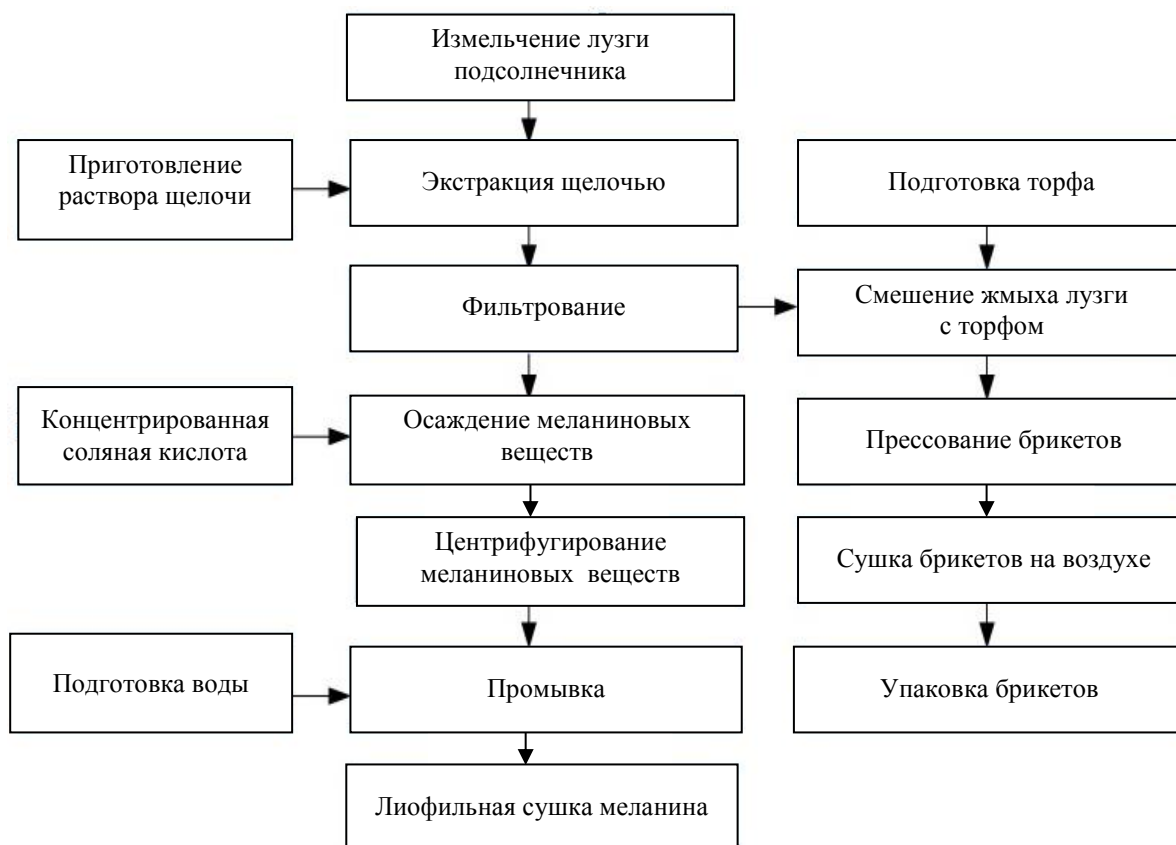 Измельчение лузги
подсолнечника
Приготовление
раствора щелочи
Экстракция щелочью
Подготовка торфа
Фильтрование
Смешение жмыха лузги
с торфом
Концентрированная
соляная кислота
Осаждение меланиновых
веществ
Прессование брикетов
Центрифугирование
меланиновых веществ
Сушка брикетов на воздухе
Подготовка воды
Промывка
Упаковка брикетов
Лиофильная сушка меланина